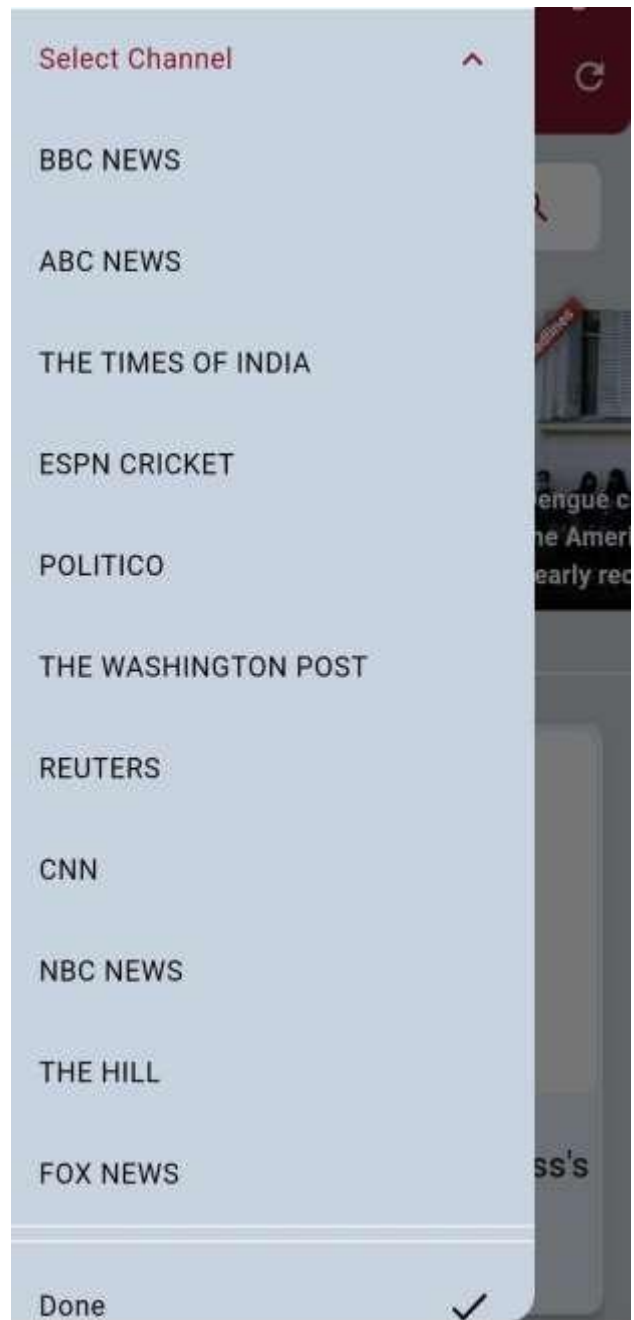 Select Channel
BBC NEWS
ABC NEWS
THE TIMES OF INDIA
ESPN CRICKET
POLITICO
THE WASHINGTON POST
REUTERS
CNN
NBC NEWS
THE HILL
FOX NEWS
Done